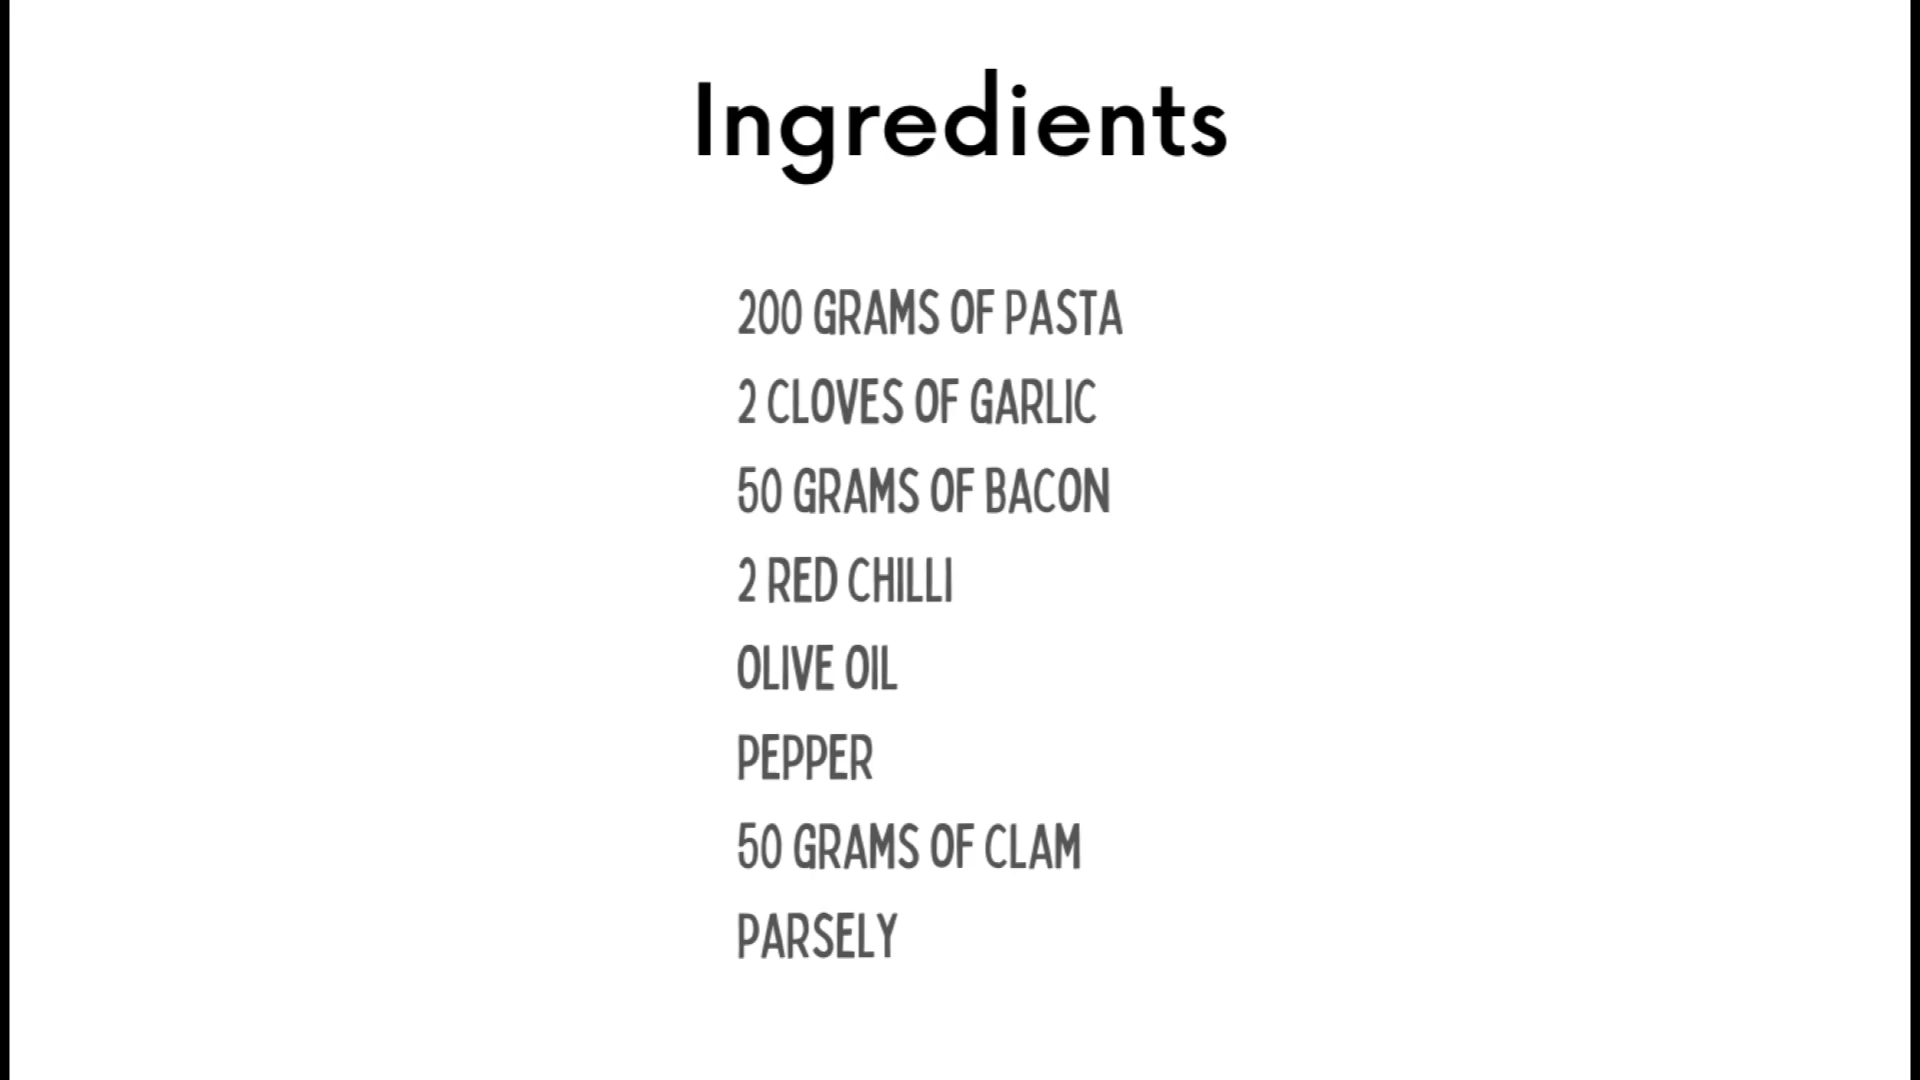 Ingredients
200 GRAMS OF PASTA
2 CLOVES OF GARLIC
50 GRAMS OF BACON
2 RED CHILLI
OLIVE OIL
PEPPER
50 GRAMS OF CLAM
PARSELY